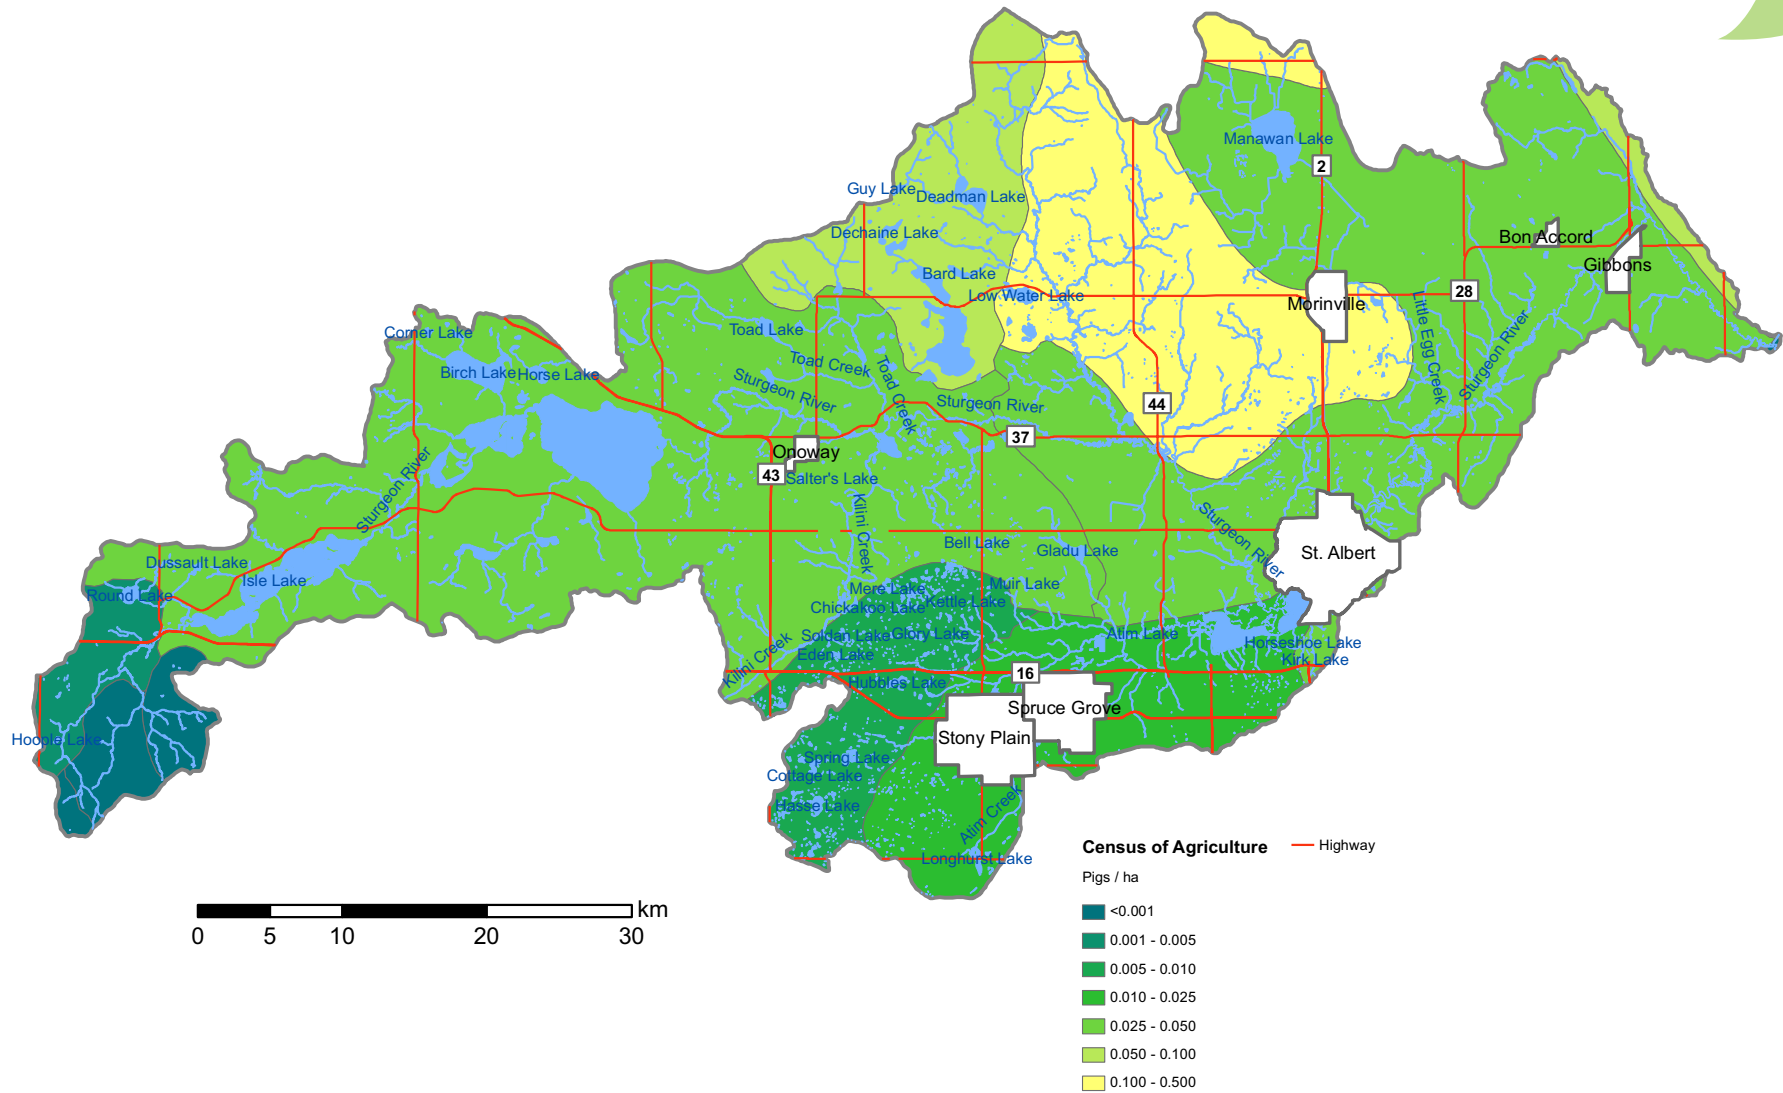 Manawan Lake
2
Guy Lake
Deadman Lake
Dechaine Lake
Bon Accord
Gibbons
Bard Lake
Low Water Lake
28
Morinville
Little Egg Creek
Sturgeon River
Corner Lake
Toad Lake
Toad Creek
Toad Creek
Birch Lake
Horse Lake
Sturgeon River
Sturgeon River
44
37
Onoway
43
Salter's Lake
Sturgeon River
Kilini Creek
Sturgeon River
Bell Lake
Gladu Lake
St. Albert
Dussault Lake
Isle Lake
Round Lake
Mere Lake
Muir Lake
Chickakoo Lake
Kettle Lake
Soldan Lake
Glory Lake
Atim Lake
Eden Lake
Horseshoe Lake
Kirk Lake
Kilini Creek
16
Hubbles Lake
Spruce Grove
Stony Plain
Hoople Lake
Spring Lake
Cottage Lake
Hasse Lake
Atim Creek
Longhurst Lake
Census of Agriculture
Highway
Pigs / ha
<0.001
0.001 - 0.005
0.005 - 0.010
0.010 - 0.025
0.025 - 0.050
0.050 - 0.100
0.100 - 0.500
km
0 5 10 20 30